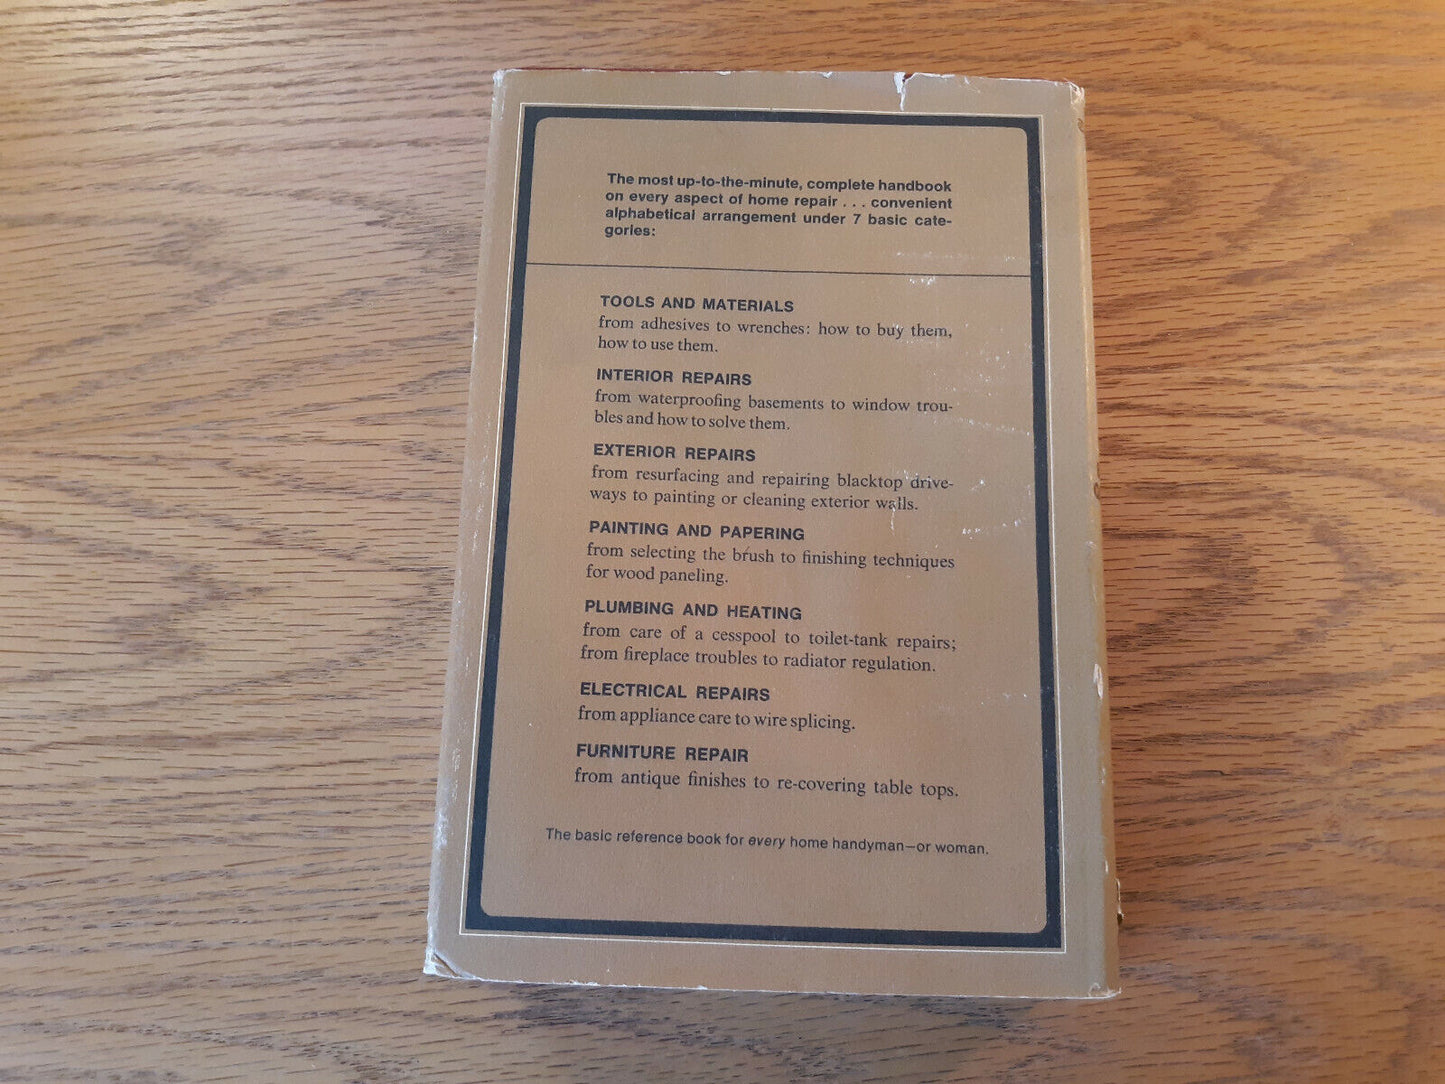 The most up-to-the-minute, complete handbook
on every aspect of home repair . . . convenient
alphabetical arrangement under 7 basic cate-
gories:
TOOLS AND MATERIALS
from adhesives to wrenches: how to buy them,
how to use them.
INTERIOR REPAIRS
from waterproofing basements to window trou-
bles and how to solve them.
EXTERIOR REPAIRS
from resurfacing and repairing blacktop drive-
ways to painting or cleaning exterior walls.
PAINTING AND PAPERING
from selecting the brush to finishing techniques
for wood paneling.
PLUMBING AND HEATING
from care of a cesspool to toilet-tank repairs;
from fireplace troubles to radiator regulation.
ELECTRICAL REPAIRS
from appliance care to wire splicing.
FURNITURE REPAIR
from antique finishes to re-covering table tops.
The basic reference book for every home handyman—or woman.